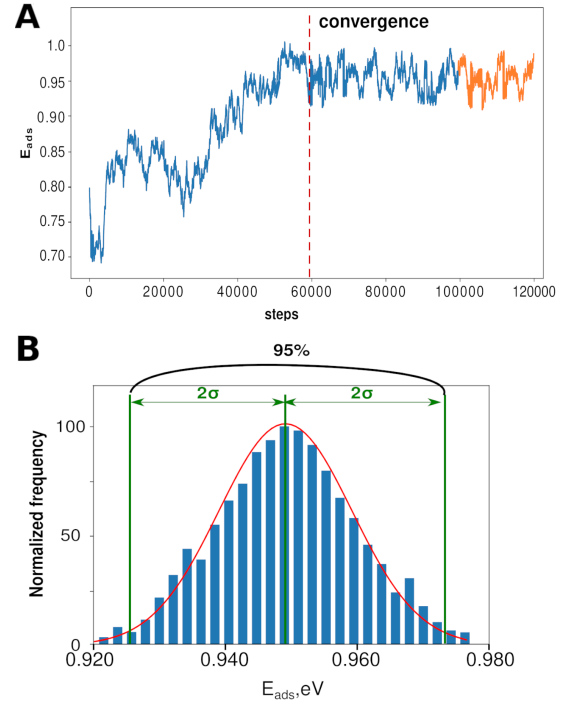 A
convergence
1.0
0.95
0.90
0.85
0.80
0.75
0.70
E ads
0
20000
40000
60000
80000
100000
120000
steps
B
95%
2σ
2σ
100
50
0
Normalized frequency
0.920
0.940
0.960
0.980
E ads,eV